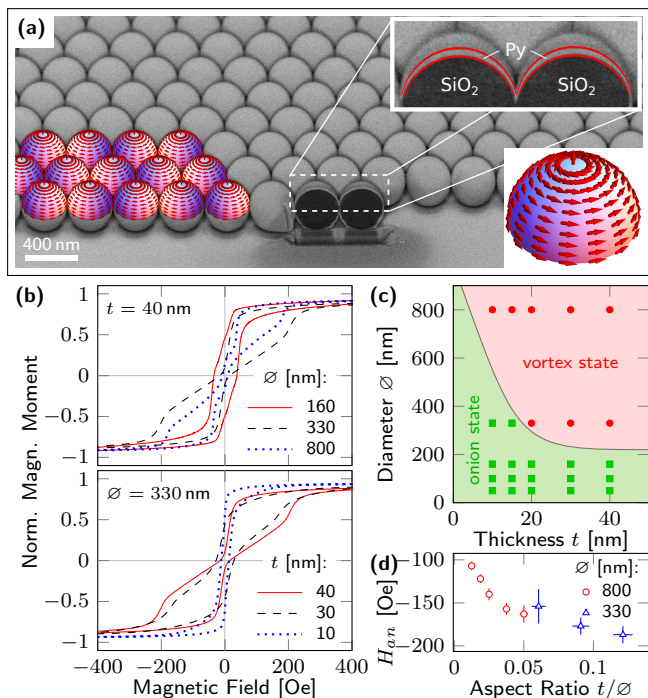 (a)
Py
SiO₂ SiO₂
400 nm
(b)
t = 40 nm
1
0.5
0
−0.5
−1
∅ [nm]:
160
330
800
Norm. Magn. Moment
∅ = 330 nm
1
0.5
0
−0.5
−1
t [nm]:
40
30
10
−400 −200 0 200 400
Magnetic Field [Oe]
(c)
Diameter ∅ [nm]
800
600
400
200
0
vortex state
onion state
0 20 40
Thickness t [nm]
(d)
H_an [Oe]
−100
−150
−200
∅ [nm]:
800
330
0 0.05 0.1
Aspect Ratio t/∅